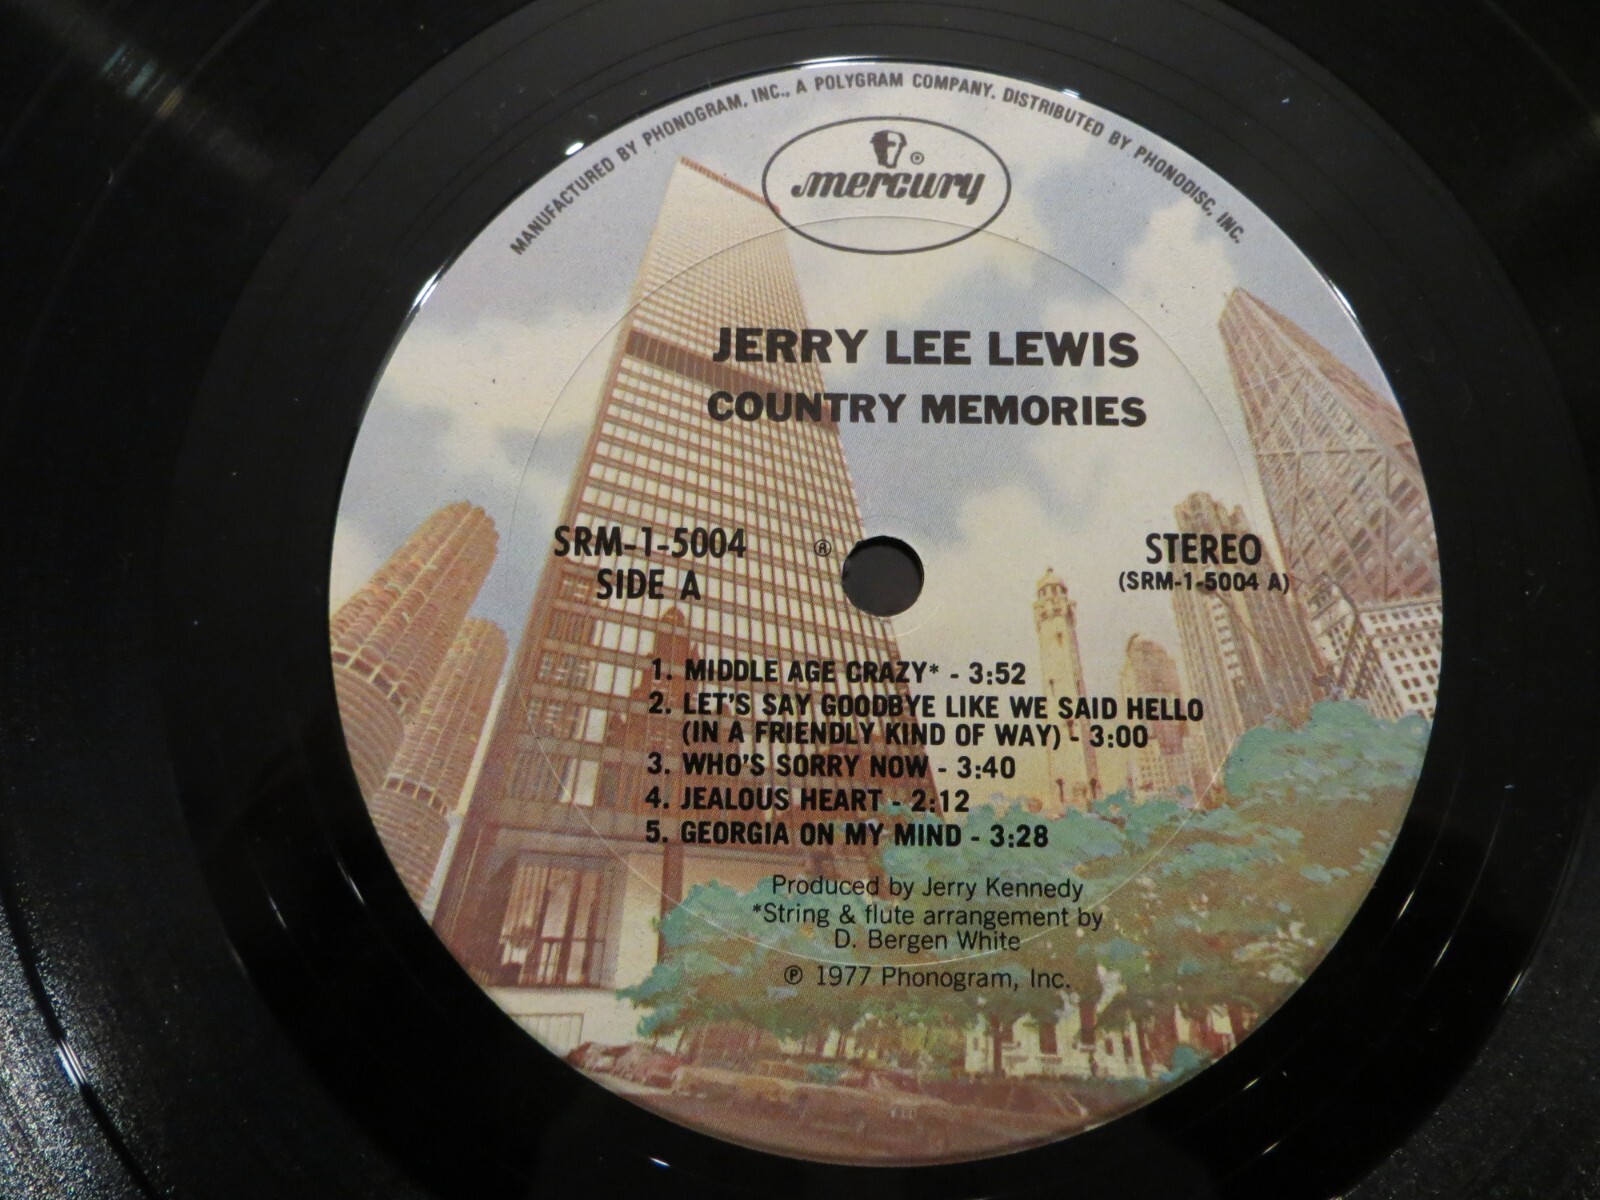 MANUFACTURED BY PHONOGRAM, INC., A POLYGRAM COMPANY. DISTRIBUTED BY PHONODISC, INC.
®
mercury
JERRY LEE LEWIS
COUNTRY MEMORIES
SRM-1-5004 ®
SIDE A
STEREO
(SRM-1-5004 A)
1. MIDDLE AGE CRAZY* - 3:52
2. LET'S SAY GOODBYE LIKE WE SAID HELLO
(IN A FRIENDLY KIND OF WAY) - 3:00
3. WHO'S SORRY NOW - 3:40
4. JEALOUS HEART - 2:12
5. GEORGIA ON MY MIND - 3:28
Produced by Jerry Kennedy
*String & flute arrangement by
D. Bergen White
℗ 1977 Phonogram, Inc.